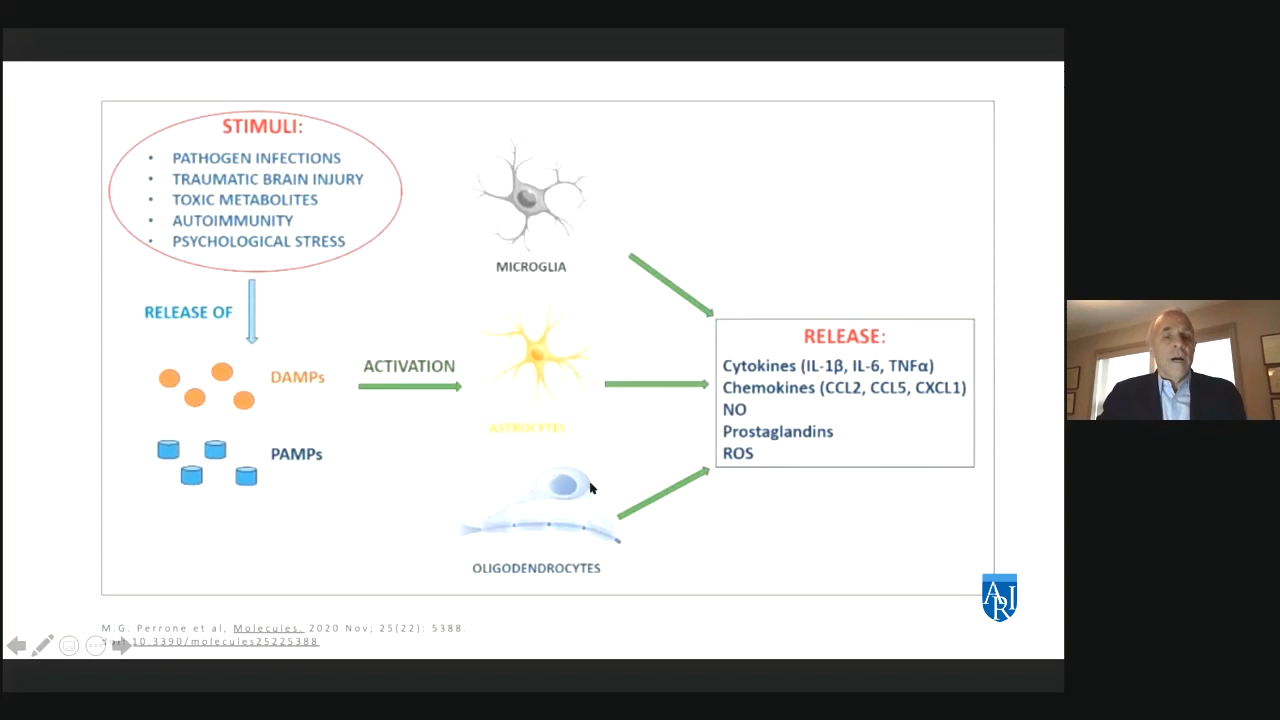 STIMULI:
• PATHOGEN INFECTIONS
• TRAUMATIC BRAIN INJURY
• TOXIC METABOLITES
• AUTOIMMUNITY
• PSYCHOLOGICAL STRESS
RELEASE OF
DAMPs
PAMPs
ACTIVATION
MICROGLIA
ASTROCYTES
OLIGODENDROCYTES
RELEASE:
Cytokines (IL-1β, IL-6, TNFα)
Chemokines (CCL2, CCL5, CXCL1)
NO
Prostaglandins
ROS
ARI
M.G. Perrone et al, Molecules. 2020 Nov; 25(22): 5388.
doi: 10.3390/molecules25225388